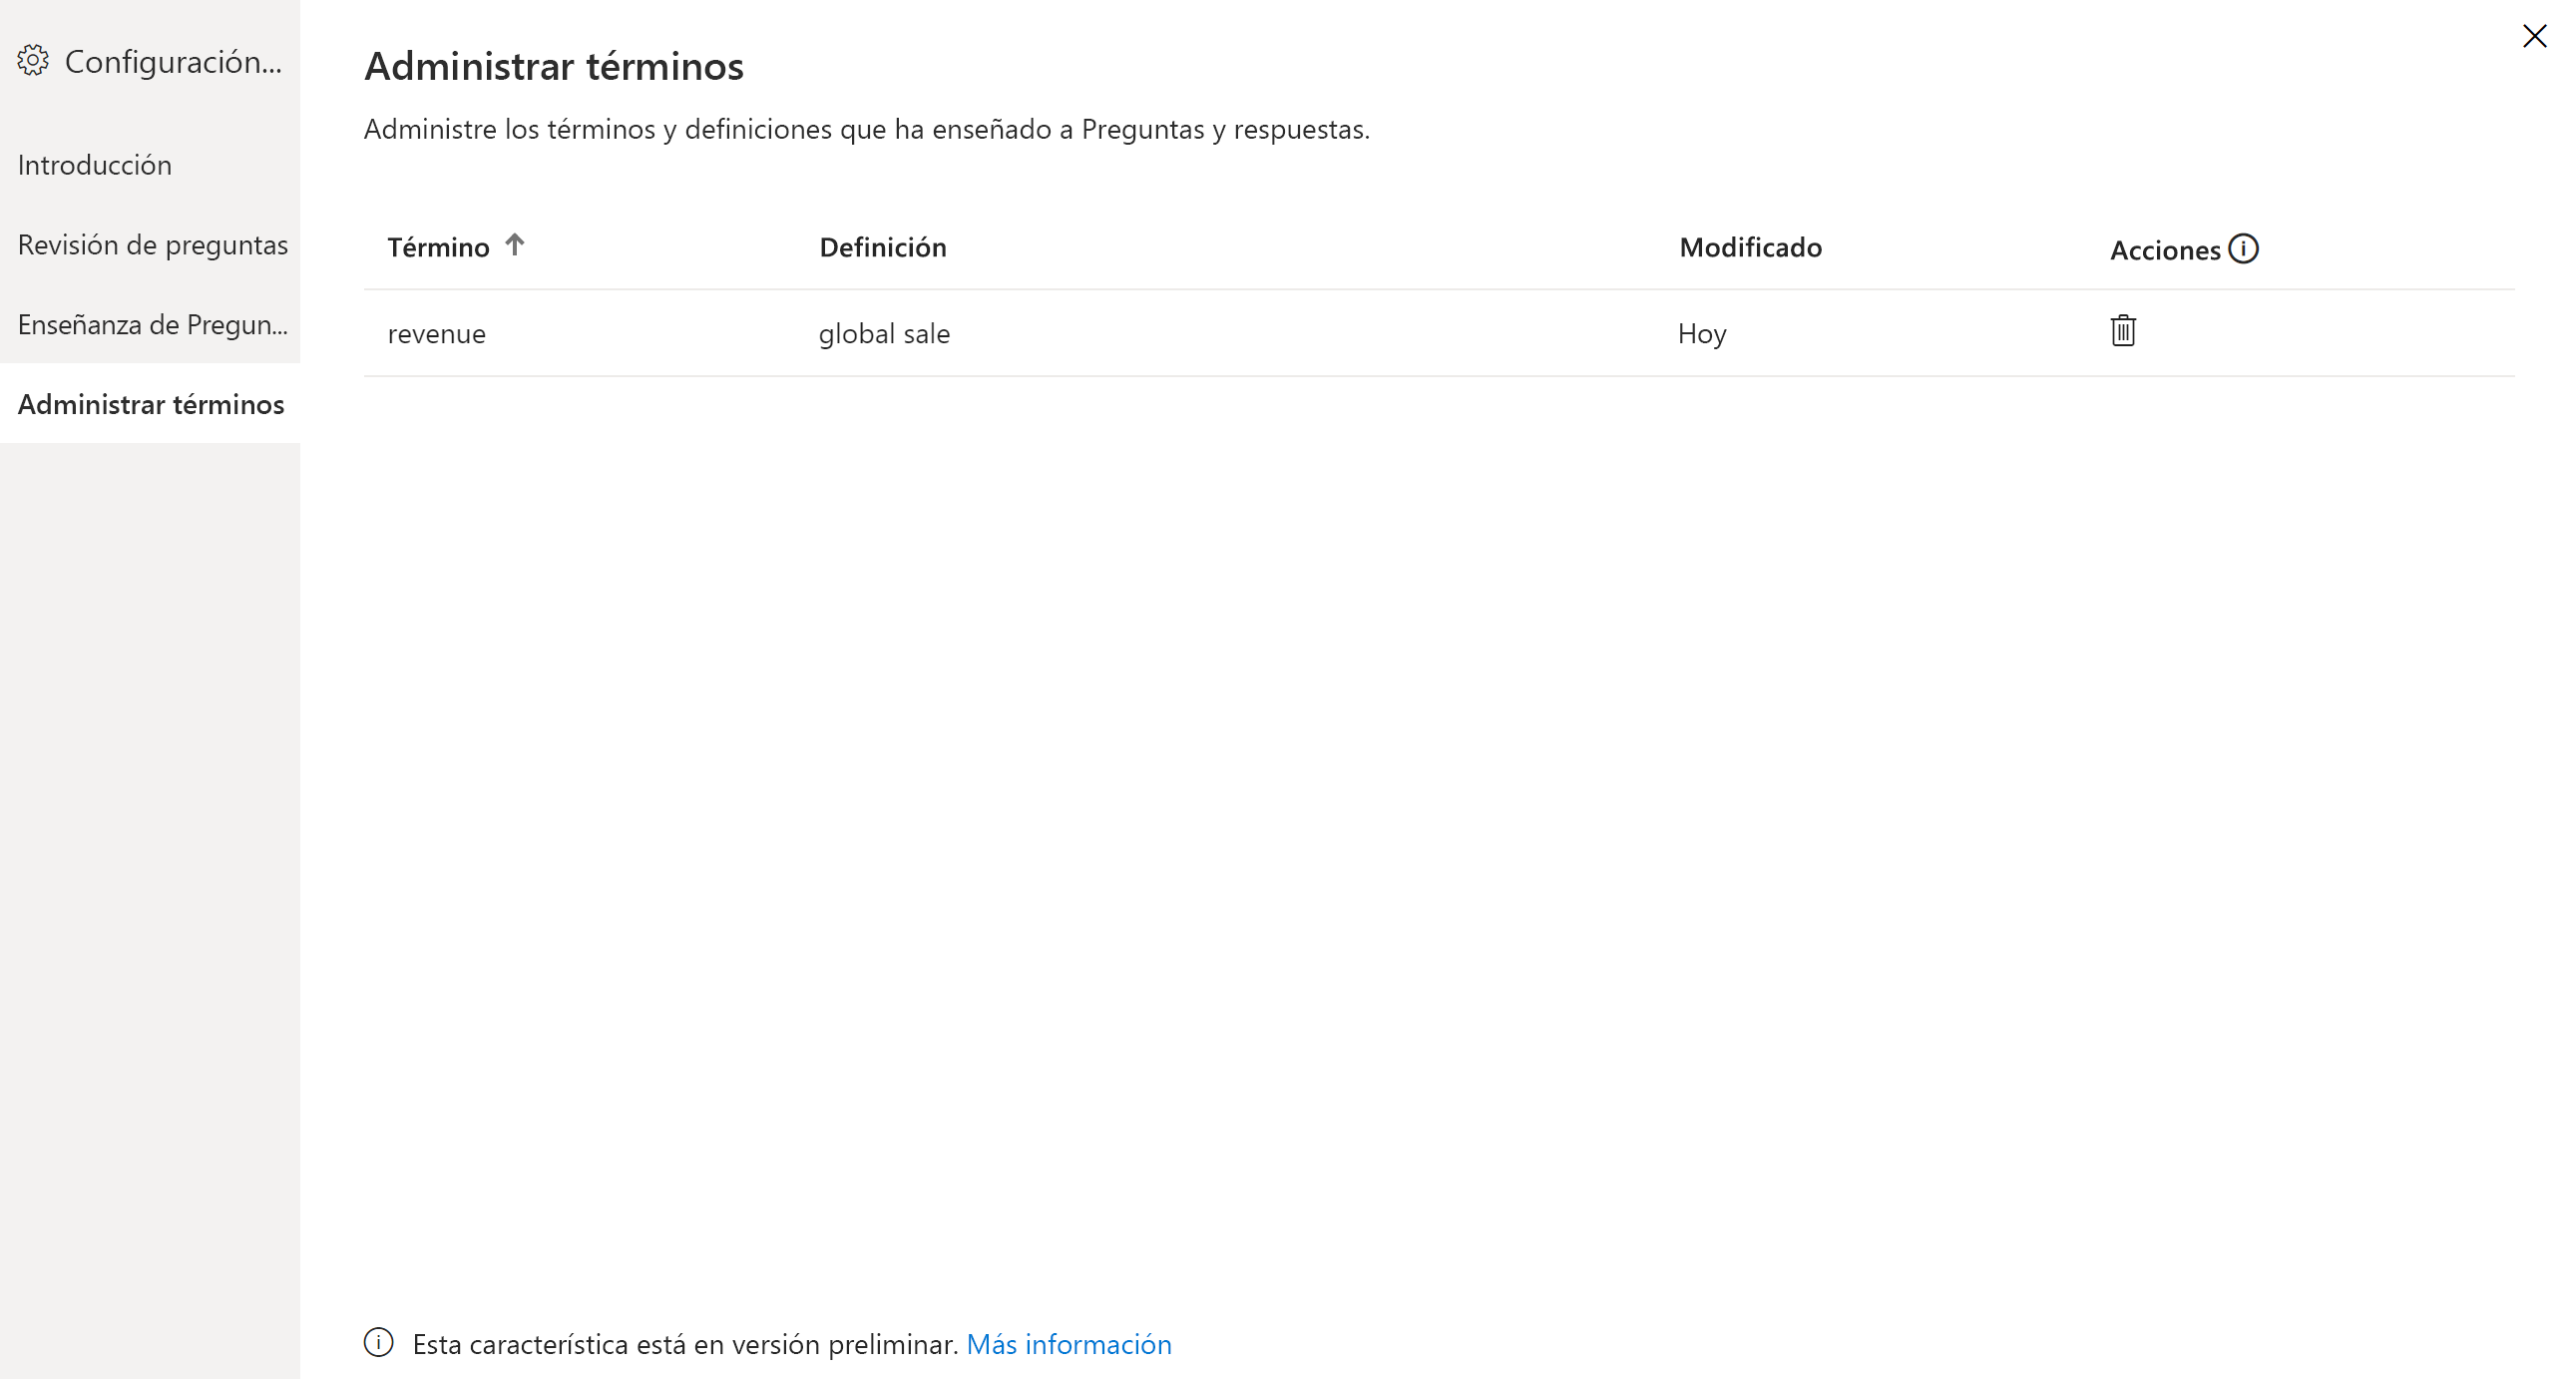 Configuración...
Introducción
Revisión de preguntas
Enseñanza de Pregun...
Administrar términos
Administrar términos
Administre los términos y definiciones que ha enseñado a Preguntas y respuestas.
Término Definición Modificado Acciones
revenue global sale Hoy
Esta característica está en versión preliminar. Más información